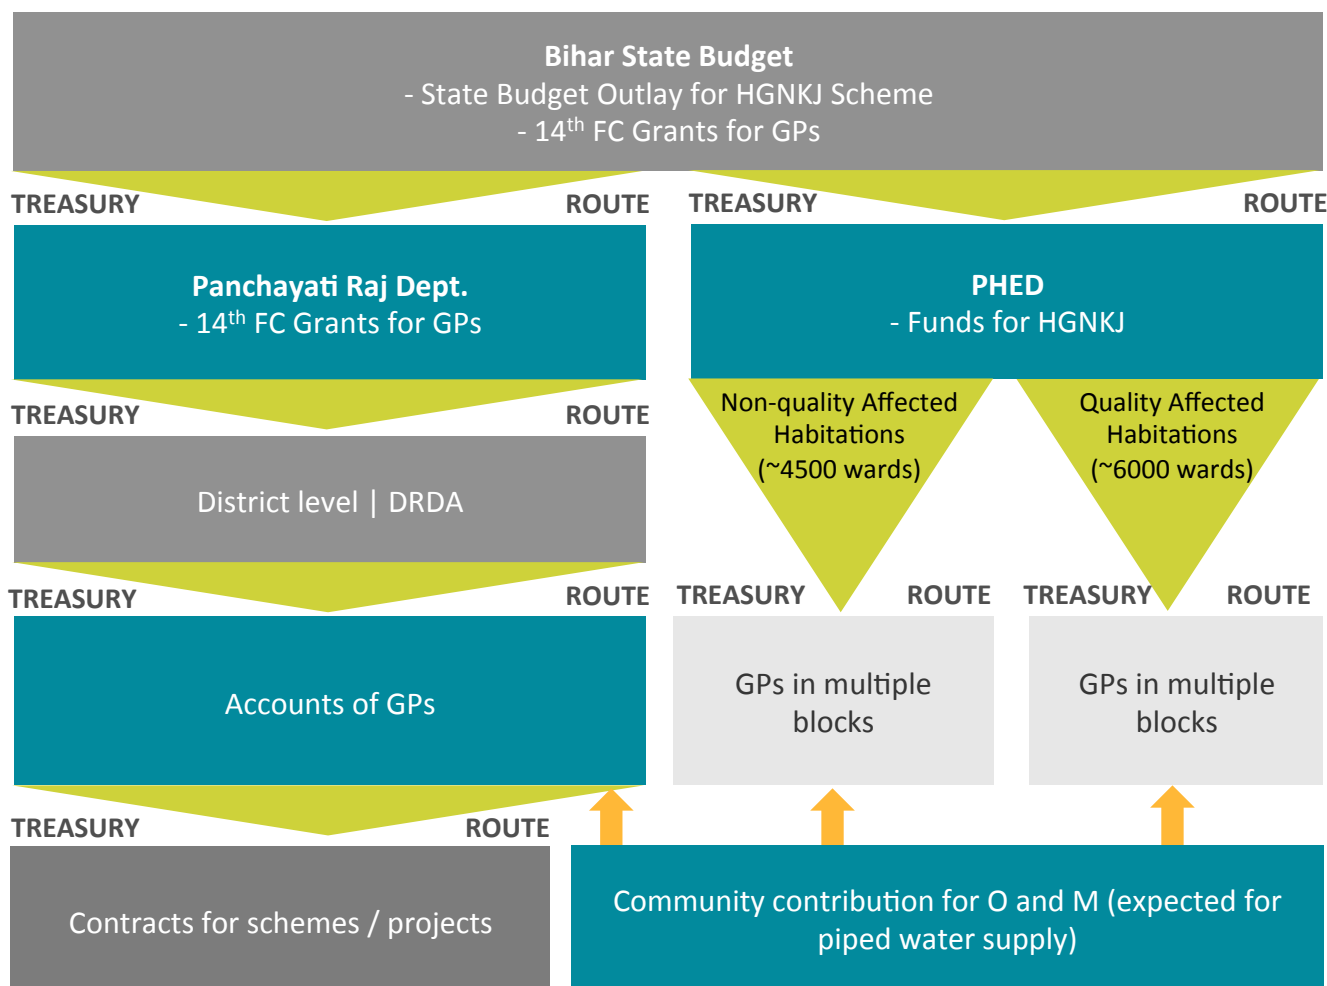 Bihar State Budget
- State Budget Outlay for HGNKJ Scheme
- 14th FC Grants for GPs
TREASURY ROUTE
TREASURY ROUTE
Panchayati Raj Dept.
- 14th FC Grants for GPs
PHED
- Funds for HGNKJ
TREASURY ROUTE
Non-quality Affected
Habitations
(~4500 wards)
Quality Affected
Habitations
(~6000 wards)
District level | DRDA
TREASURY ROUTE
TREASURY ROUTE
TREASURY ROUTE
Accounts of GPs
GPs in multiple
blocks
GPs in multiple
blocks
TREASURY ROUTE
Contracts for schemes / projects
Community contribution for O and M (expected for
piped water supply)